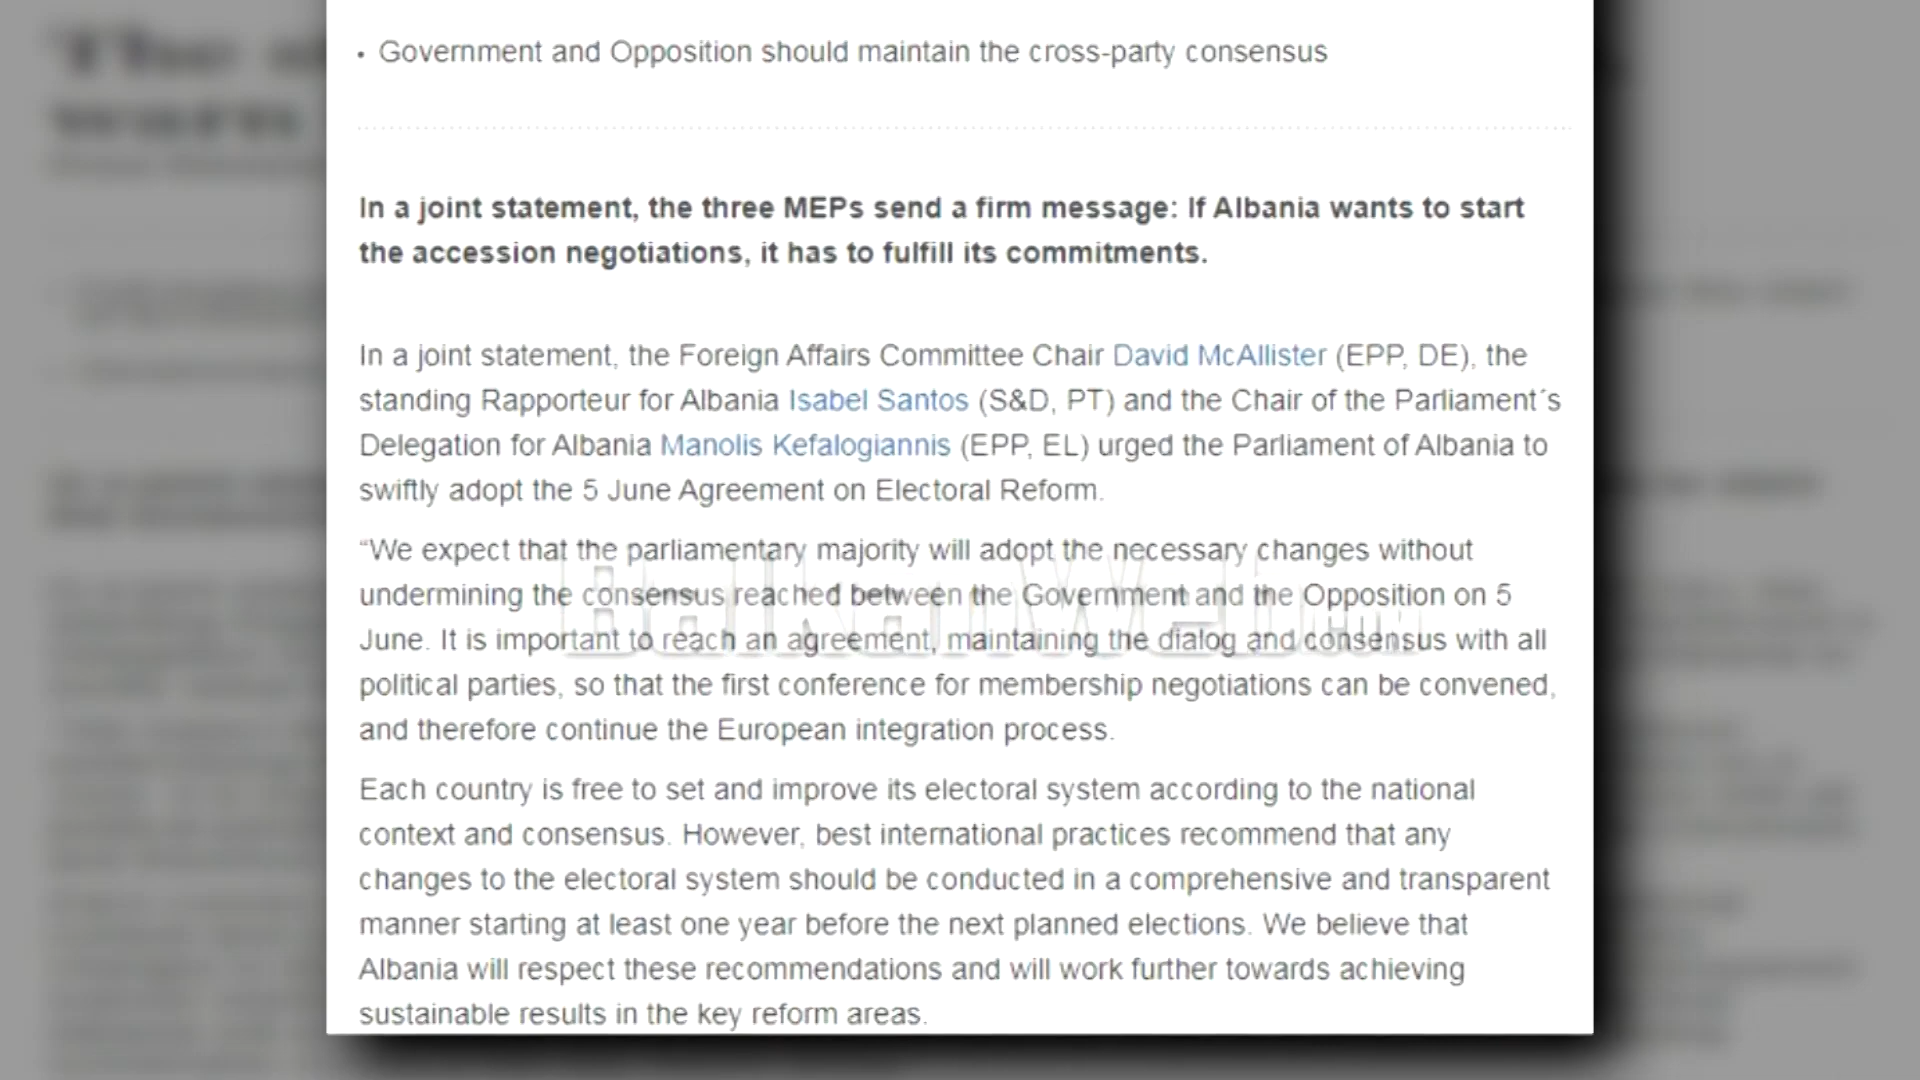 • Government and Opposition should maintain the cross-party consensus
In a joint statement, the three MEPs send a firm message: If Albania wants to start
the accession negotiations, it has to fulfill its commitments.
In a joint statement, the Foreign Affairs Committee Chair David McAllister (EPP, DE), the
standing Rapporteur for Albania Isabel Santos (S&D, PT) and the Chair of the Parliament´s
Delegation for Albania Manolis Kefalogiannis (EPP, EL) urged the Parliament of Albania to
swiftly adopt the 5 June Agreement on Electoral Reform.
“We expect that the parliamentary majority will adopt the necessary changes without
undermining the consensus reached between the Government and the Opposition on 5
June. It is important to reach an agreement, maintaining the dialog and consensus with all
political parties, so that the first conference for membership negotiations can be convened,
and therefore continue the European integration process.
Each country is free to set and improve its electoral system according to the national
context and consensus. However, best international practices recommend that any
changes to the electoral system should be conducted in a comprehensive and transparent
manner starting at least one year before the next planned elections. We believe that
Albania will respect these recommendations and will work further towards achieving
sustainable results in the key reform areas.
BalkanWeb.com